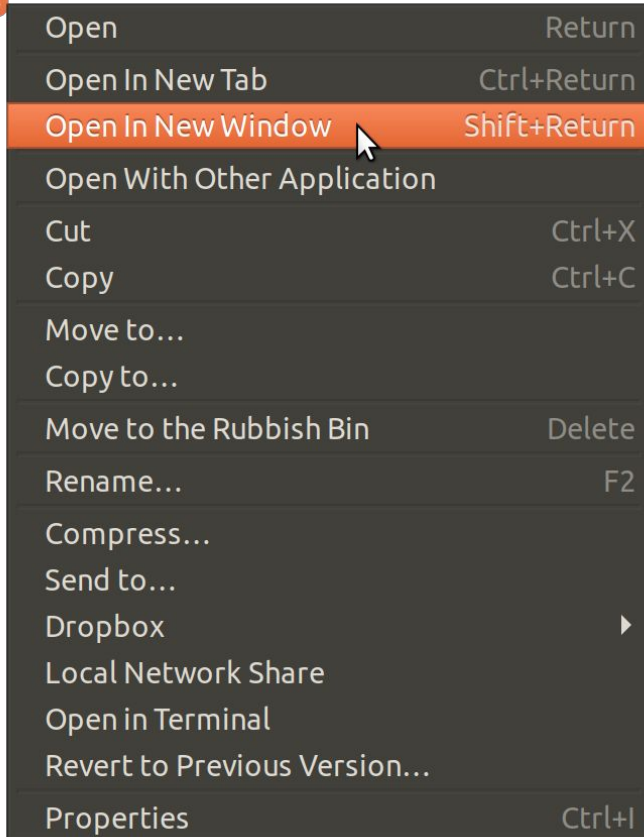 Open Return
Open In New Tab Ctrl+Return
Open In New Window Shift+Return
Open With Other Application
Cut Ctrl+X
Copy Ctrl+C
Move to…
Copy to…
Move to the Rubbish Bin Delete
Rename… F2
Compress…
Send to…
Dropbox
Local Network Share
Open in Terminal
Revert to Previous Version…
Properties Ctrl+I